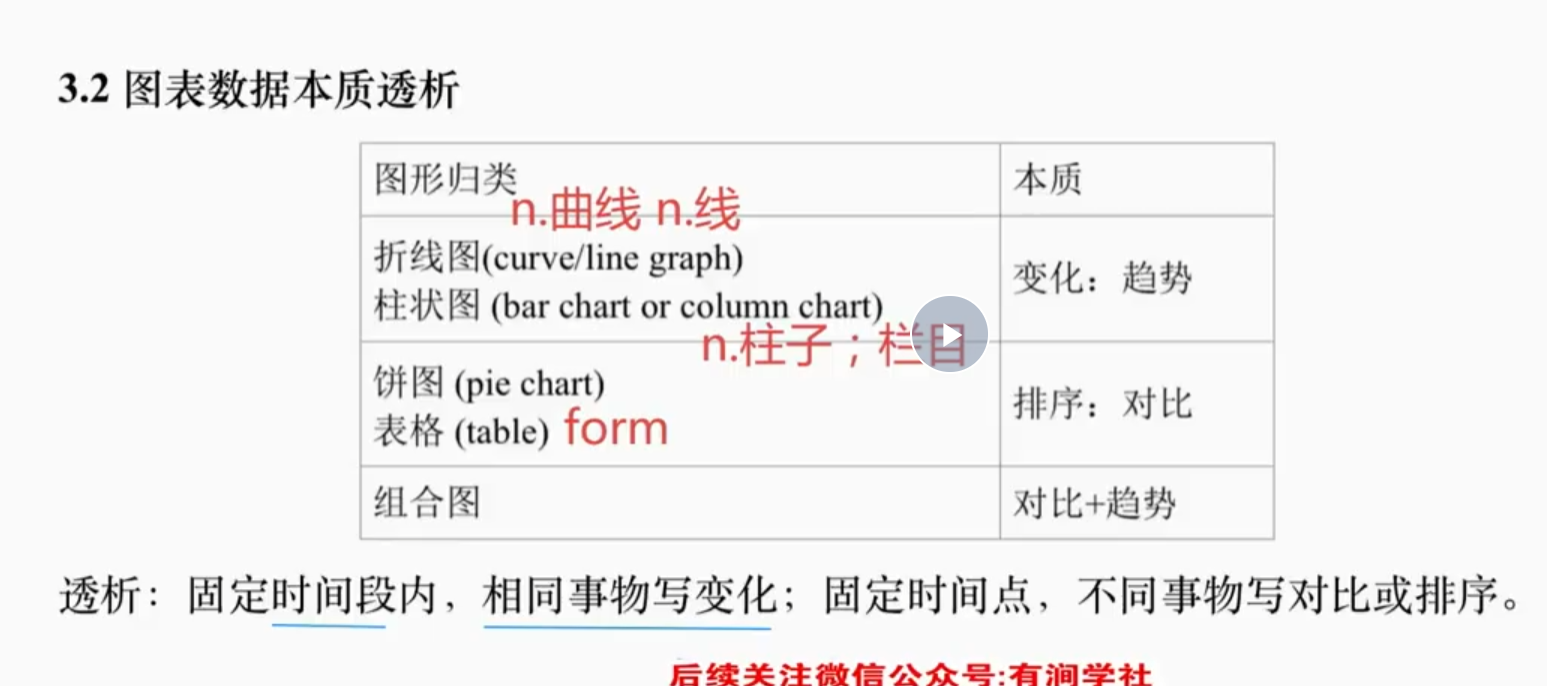 3.2 图表数据本质透析
图形归类
本质
n.曲线 n.线
折线图(curve/line graph)
柱状图 (bar chart or column chart)
变化：趋势
n.柱子；栏目
饼图 (pie chart)
表格 (table) form
排序：对比
组合图
对比+趋势
透析：固定时间段内，相同事物写变化；固定时间点，不同事物写对比或排序。
后续关注微信公众号:有涧学社